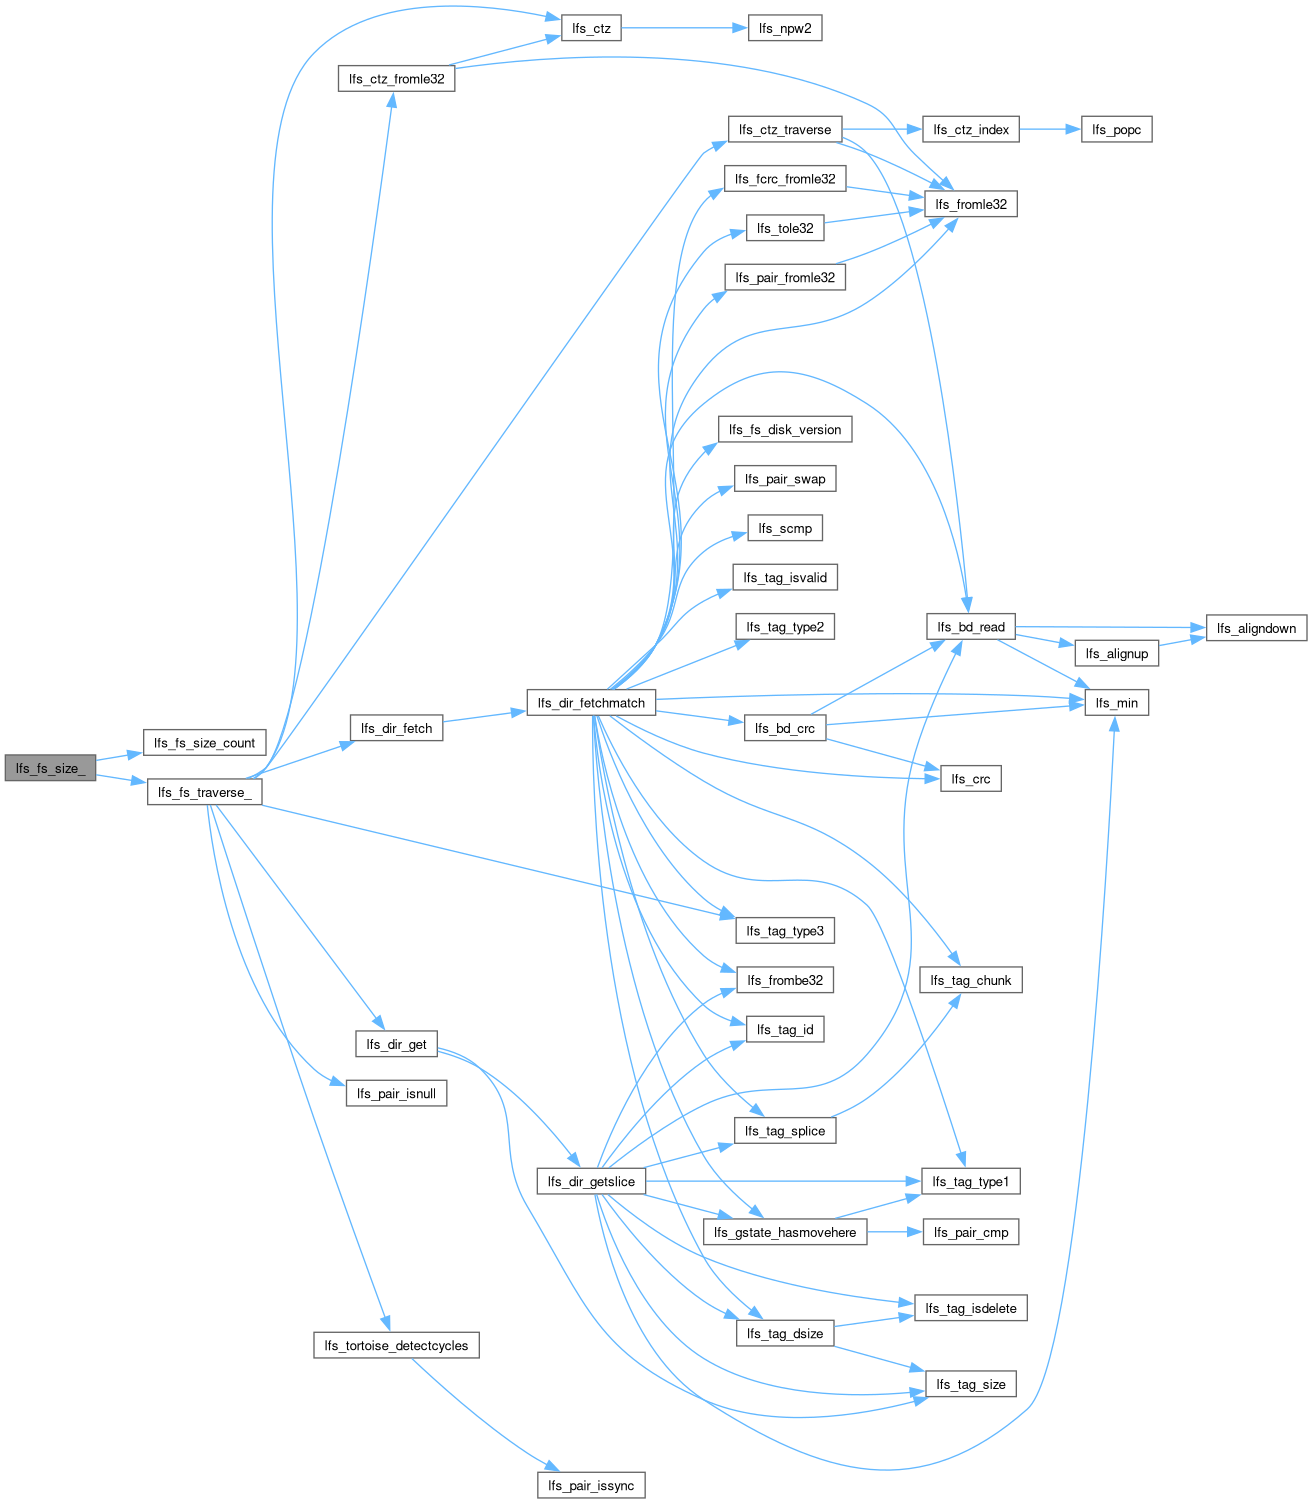 lfs_ctz
lfs_npw2
lfs_ctz_fromle32
lfs_ctz_traverse
lfs_ctz_index
lfs_popc
lfs_fcrc_fromle32
lfs_fromle32
lfs_tole32
lfs_pair_fromle32
lfs_fs_disk_version
lfs_pair_swap
lfs_scmp
lfs_tag_isvalid
lfs_tag_type2
lfs_bd_read
lfs_aligndown
lfs_alignup
lfs_dir_fetchmatch
lfs_min
lfs_dir_fetch
lfs_bd_crc
lfs_fs_size_count
lfs_fs_size_
lfs_crc
lfs_fs_traverse_
lfs_tag_type3
lfs_frombe32
lfs_tag_chunk
lfs_tag_id
lfs_dir_get
lfs_pair_isnull
lfs_tag_splice
lfs_dir_getslice
lfs_tag_type1
lfs_gstate_hasmovehere
lfs_pair_cmp
lfs_tag_isdelete
lfs_tag_dsize
lfs_tortoise_detectcycles
lfs_tag_size
lfs_pair_issync